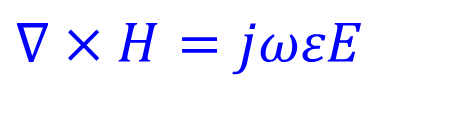 ∇ × H = jωεE